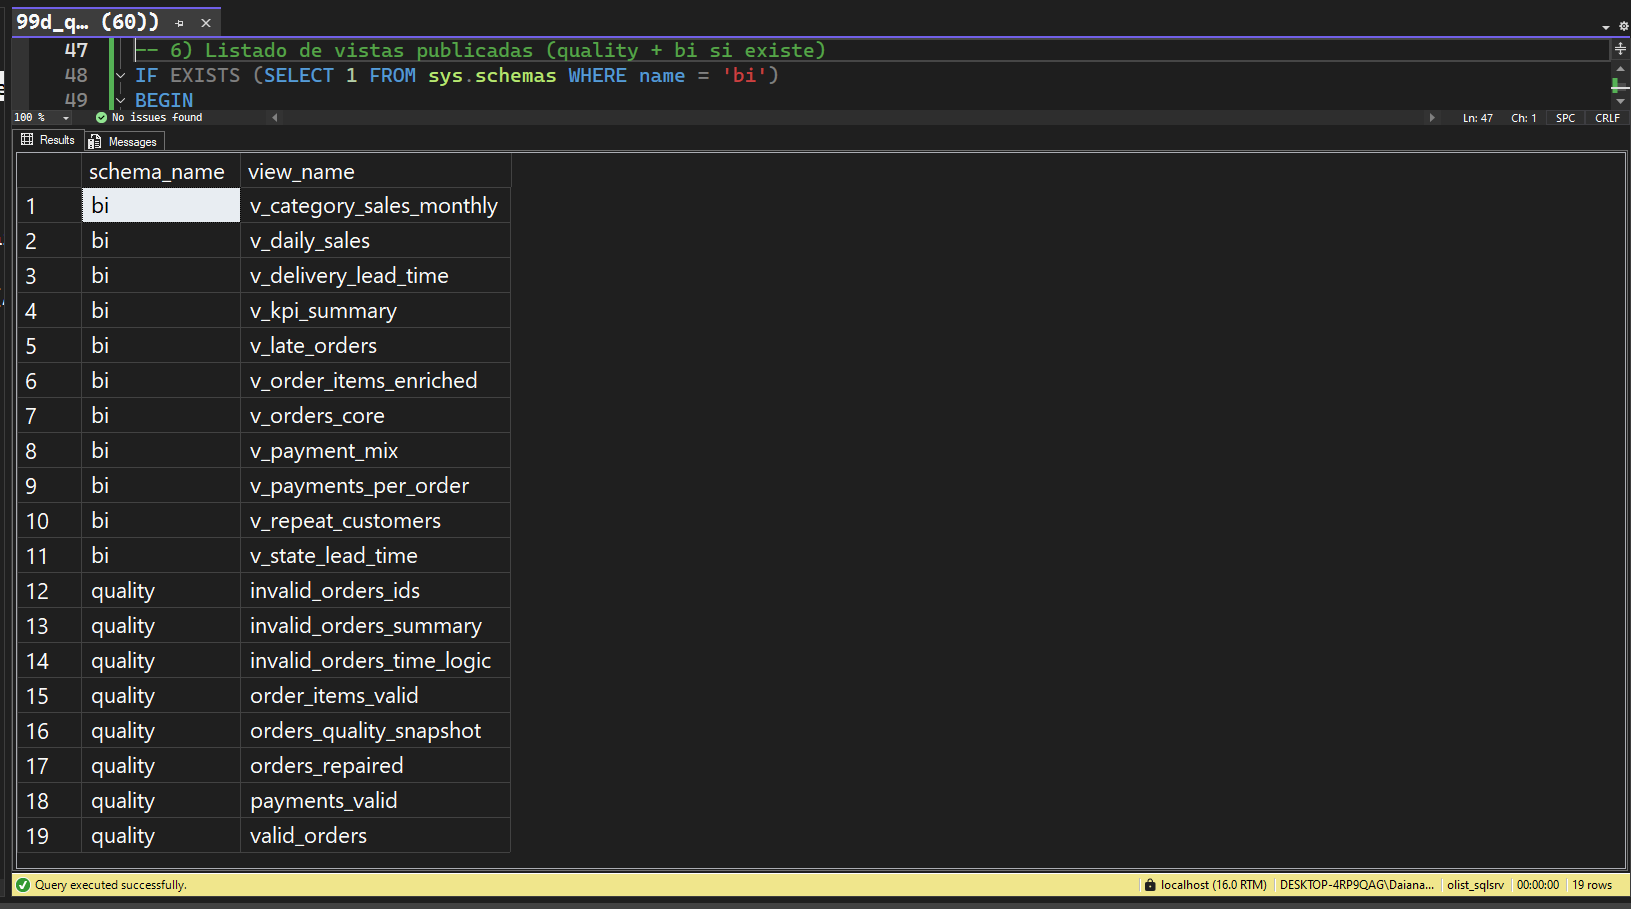 99d_q... (60))
47 -- 6) Listado de vistas publicadas (quality + bi si existe)
48 IF EXISTS (SELECT 1 FROM sys.schemas WHERE name = 'bi')
49 BEGIN
100 % No issues found Ln: 47 Ch: 1 SPC CRLF
Results Messages
schema_name view_name
1 bi v_category_sales_monthly
2 bi v_daily_sales
3 bi v_delivery_lead_time
4 bi v_kpi_summary
5 bi v_late_orders
6 bi v_order_items_enriched
7 bi v_orders_core
8 bi v_payment_mix
9 bi v_payments_per_order
10 bi v_repeat_customers
11 bi v_state_lead_time
12 quality invalid_orders_ids
13 quality invalid_orders_summary
14 quality invalid_orders_time_logic
15 quality order_items_valid
16 quality orders_quality_snapshot
17 quality orders_repaired
18 quality payments_valid
19 quality valid_orders
Query executed successfully. localhost (16.0 RTM) DESKTOP-4RP9QAG\Daiana... olist_sqlsrv 00:00:00 19 rows